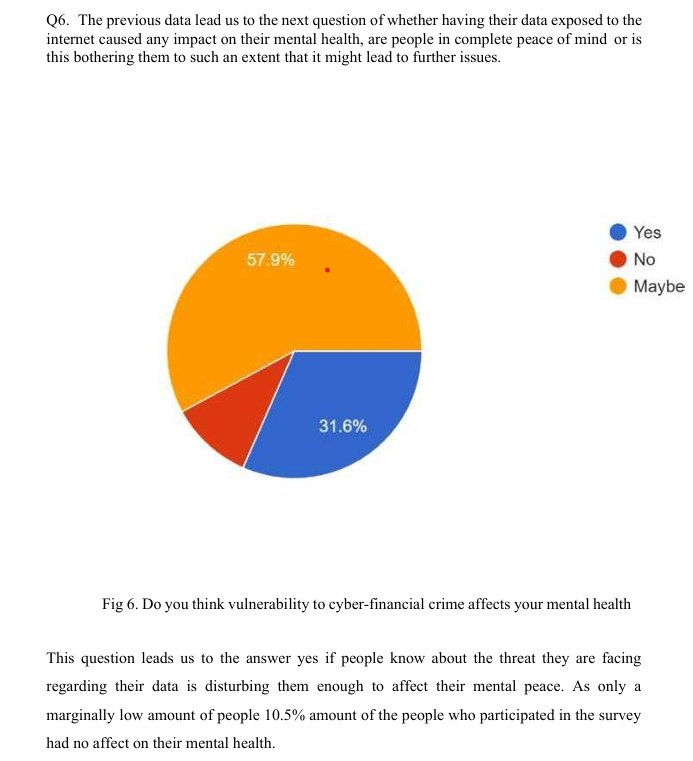 Q6. The previous data lead us to the next question of whether having their data exposed to the
internet caused any impact on their mental health, are people in complete peace of mind or is
this bothering them to such an extent that it might lead to further issues.
57.9%
31.6%
Yes
No
Maybe
Fig 6. Do you think vulnerability to cyber-financial crime affects your mental health
This question leads us to the answer yes if people know about the threat they are facing
regarding their data is disturbing them enough to affect their mental peace. As only a
marginally low amount of people 10.5% amount of the people who participated in the survey
had no affect on their mental health.